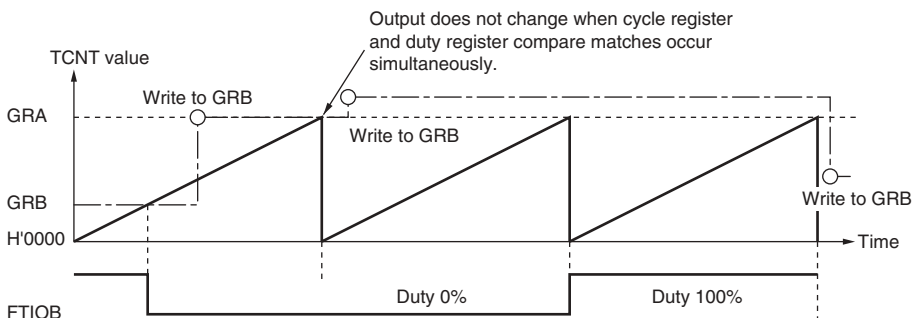 Output does not change when cycle register
and duty register compare matches occur
simultaneously.
TCNT value
Write to GRB
GRA
Write to GRB
GRB
Write to GRB
H'0000
Time
Duty 0%
Duty 100%
FTIOB